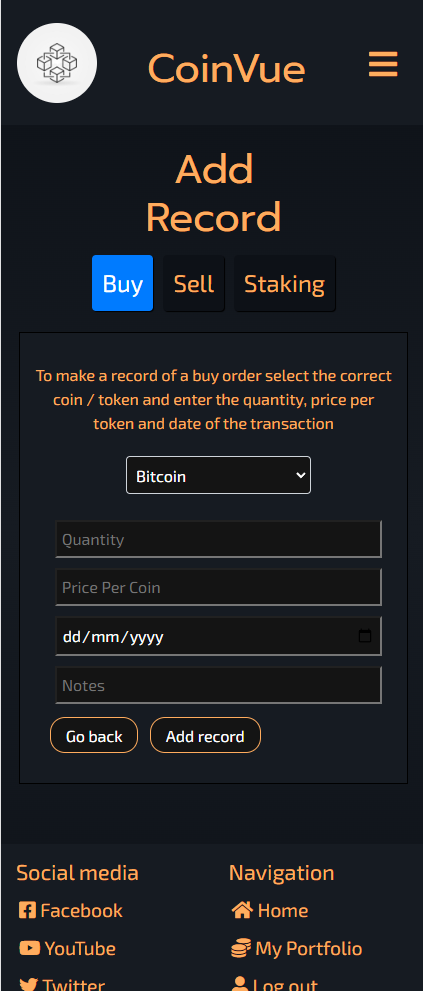 CoinVue
Add
Record
Buy Sell Staking
To make a record of a buy order select the correct
coin / token and enter the quantity, price per
token and date of the transaction
Bitcoin
Quantity
Price Per Coin
dd/mm/yyyy
Notes
Go back Add record
Social media Navigation
Facebook Home
YouTube My Portfolio
Twitter Log out